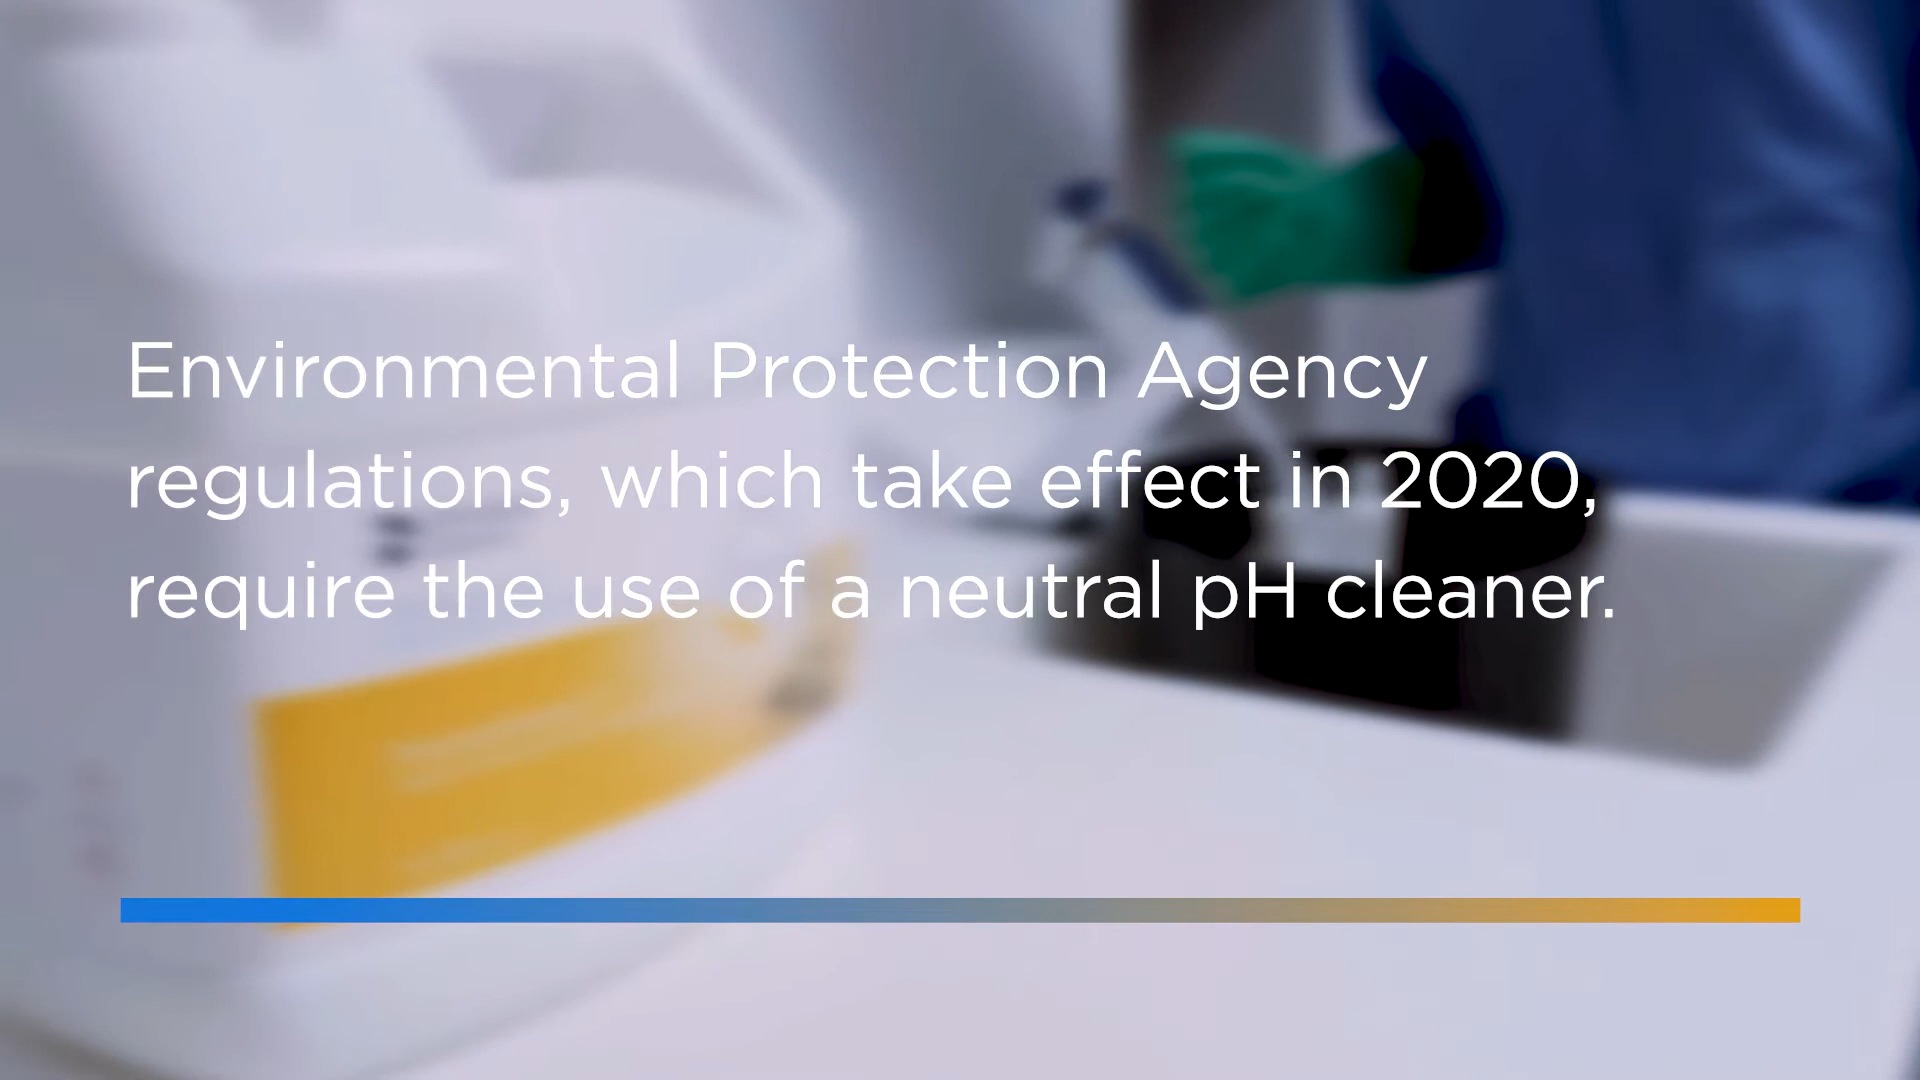 Environmental Protection Agency
regulations, which take effect in 2020,
require the use of a neutral pH cleaner.